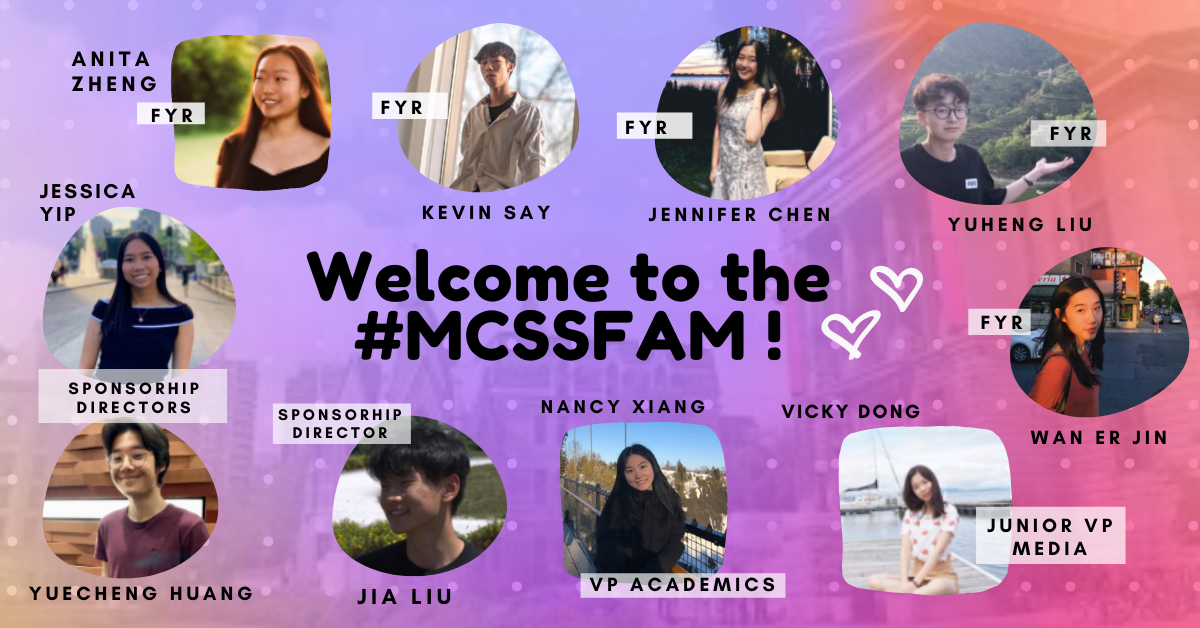 ANITA
ZHENG
FYR
FYR
KEVIN SAY
FYR
JENNIFER CHEN
FYR
YUHENG LIU
JESSICA
YIP
SPONSORHIP
DIRECTORS
Welcome to the
#MCSSFAM !
FYR
WAN ER JIN
YUECHENG HUANG
SPONSORHIP
DIRECTOR
JIA LIU
NANCY XIANG
VP ACADEMICS
VICKY DONG
JUNIOR VP
MEDIA